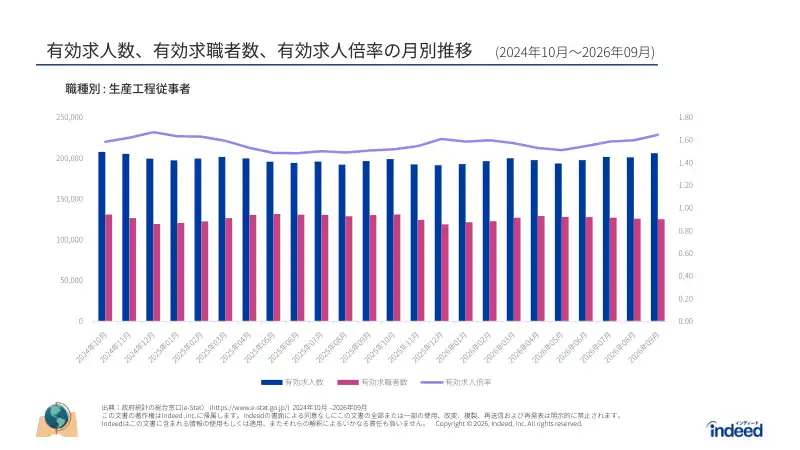 有効求人数、有効求職者数、有効求人倍率の月別推移 (2024年10月～2026年09月)
職種別 : 生産工程従事者
250,000
200,000
150,000
100,000
50,000
0
1.80
1.60
1.40
1.20
1.00
0.80
0.60
0.40
0.20
0.00
2024年10月
2024年11月
2024年12月
2025年01月
2025年02月
2025年03月
2025年04月
2025年05月
2025年06月
2025年07月
2025年08月
2025年09月
2025年10月
2025年11月
2025年12月
2026年01月
2026年02月
2026年03月
2026年04月
2026年05月
2026年06月
2026年07月
2026年08月
2026年09月
有効求人数 有効求職者数 有効求人倍率
出典：政府統計の総合窓口(e-Stat) (https://www.e-stat.go.jp/) 2024年10月 –2026年09月
この文書の著作権はIndeed ,Inc.に帰属します。Indeedの書面による同意なしにこの文書の全部または一部の使用、改変、複製、再送信および再発表は明示的に禁止されます。
Indeedはこの文書に含まれる情報の使用もしくは適用、またそれらの解釈によるいかなる責任も負いません。 Copyright © 2026, Indeed, Inc. All rights reserved.
インディード
indeed